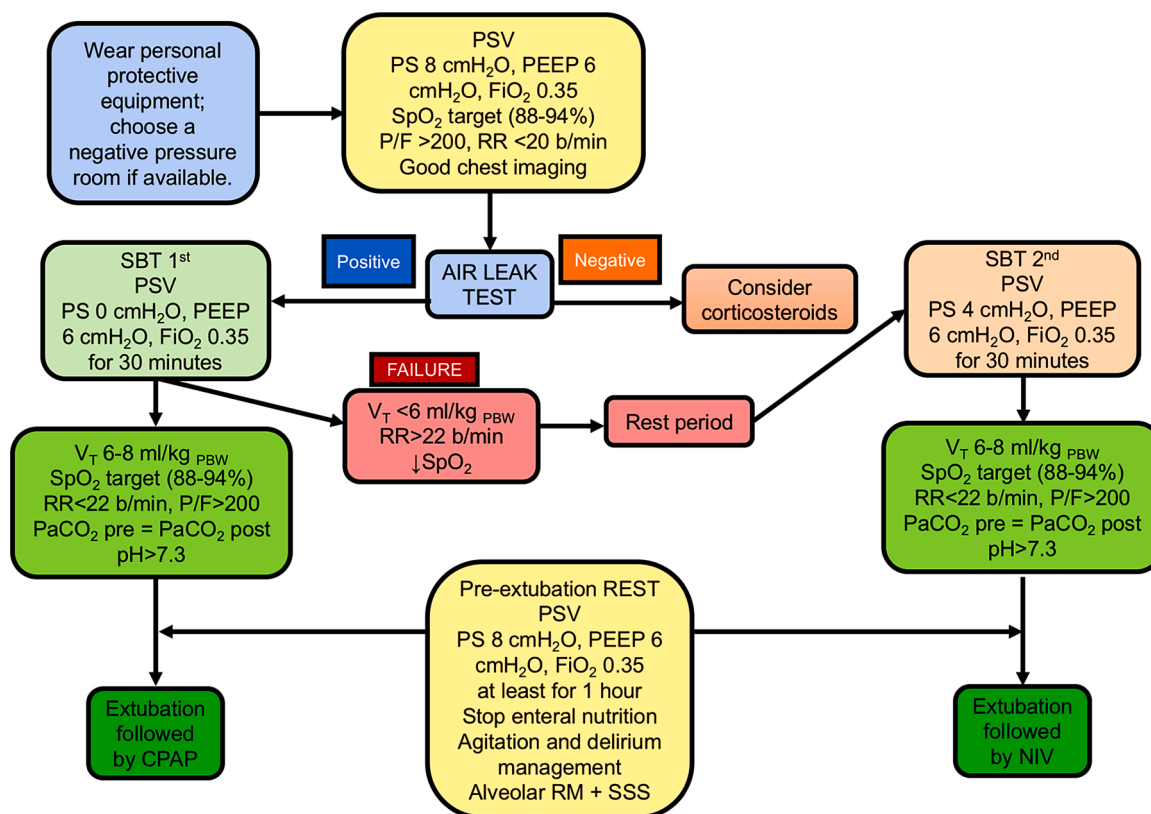 Wear personal
protective
equipment;
choose a
negative pressure
room if available.
PSV
PS 8 cmH₂O, PEEP 6
cmH₂O, FiO₂ 0.35
SpO₂ target (88-94%)
P/F >200, RR <20 b/min
Good chest imaging
Positive
AIR LEAK
TEST
Negative
Consider
corticosteroids
SBT 1ˢᵗ
PSV
PS 0 cmH₂O, PEEP
6 cmH₂O, FiO₂ 0.35
for 30 minutes
FAILURE
V_T <6 ml/kg PBW
RR>22 b/min
↓SpO₂
Rest period
SBT 2ⁿᵈ
PSV
PS 4 cmH₂O, PEEP
6 cmH₂O, FiO₂ 0.35
for 30 minutes
V_T 6-8 ml/kg PBW
SpO₂ target (88-94%)
RR<22 b/min, P/F>200
PaCO₂ pre = PaCO₂ post
pH>7.3
V_T 6-8 ml/kg PBW
SpO₂ target (88-94%)
RR<22 b/min, P/F>200
PaCO₂ pre = PaCO₂ post
pH>7.3
Pre-extubation REST
PSV
PS 8 cmH₂O, PEEP 6
cmH₂O, FiO₂ 0.35
at least for 1 hour
Stop enteral nutrition
Agitation and delirium
management
Alveolar RM + SSS
Extubation
followed
by CPAP
Extubation
followed
by NIV